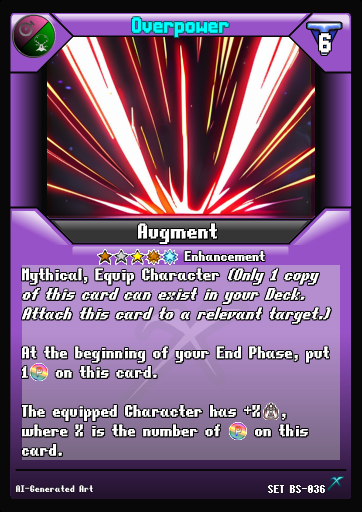 Overpower
6
Augment
Enhancement
Mythical, Equip Character (Only 1 copy
of this card can exist in your Deck.
Attach this card to a relevant target.)
At the beginning of your End Phase, put
1 on this card.
The equipped Character has +X,
where X is the number of on this
card.
AI-Generated Art
SET BS-036